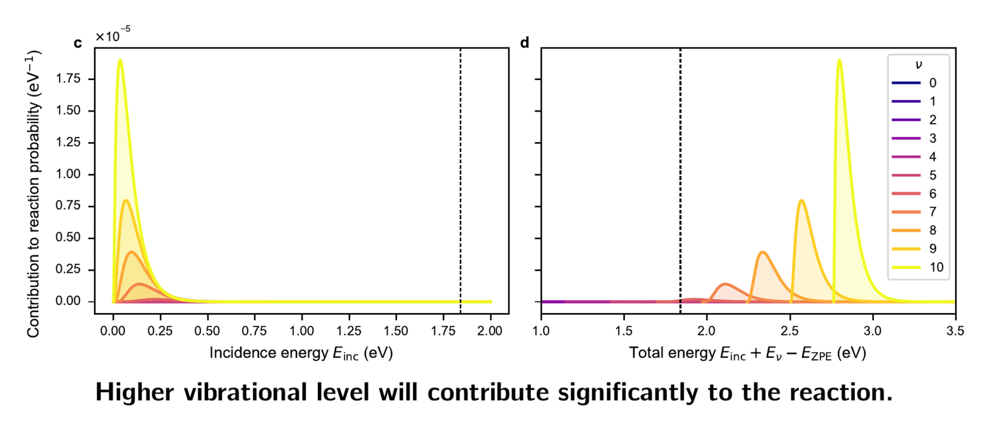 c
×10⁻⁵
Contribution to reaction probability (eV⁻¹)
1.75
1.50
1.25
1.00
0.75
0.50
0.25
0.00
0.00 0.25 0.50 0.75 1.00 1.25 1.50 1.75 2.00
Incidence energy E_inc (eV)
d
ν
0
1
2
3
4
5
6
7
8
9
10
1.0 1.5 2.0 2.5 3.0 3.5
Total energy E_inc + E_ν − E_ZPE (eV)
Higher vibrational level will contribute significantly to the reaction.